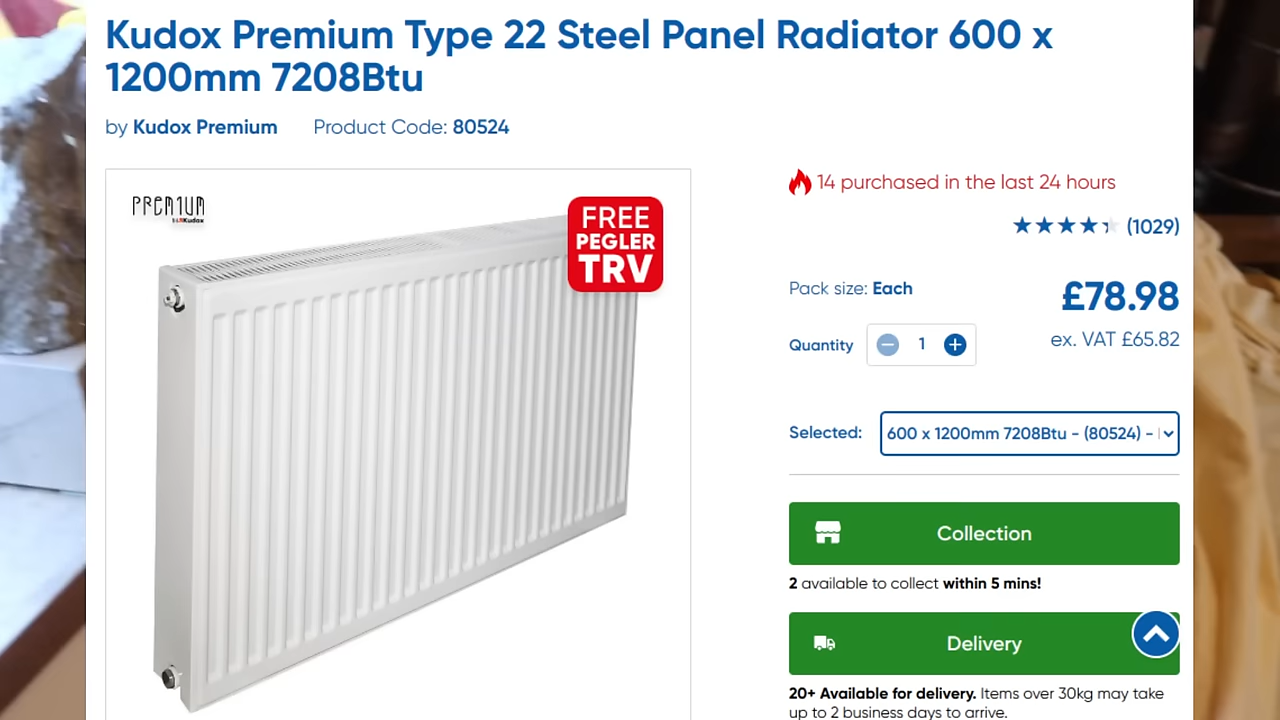 Kudox Premium Type 22 Steel Panel Radiator 600 x
1200mm 7208Btu
by Kudox Premium Product Code: 80524
PREM1UM
by Kudox
FREE
PEGLER
TRV
14 purchased in the last 24 hours
(1029)
Pack size: Each
£78.98
Quantity 1
ex. VAT £65.82
Selected: 600 x 1200mm 7208Btu - (80524) -
Collection
2 available to collect within 5 mins!
Delivery
20+ Available for delivery. Items over 30kg may take
up to 2 business days to arrive.